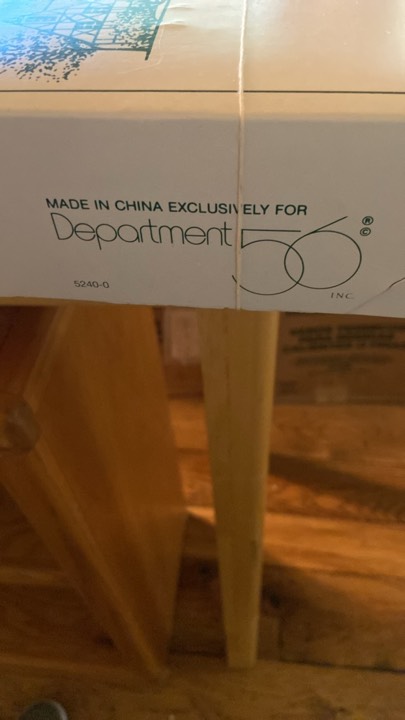 MADE IN CHINA EXCLUSIVELY FOR
Department 56 ® ©
INC.
5240-0